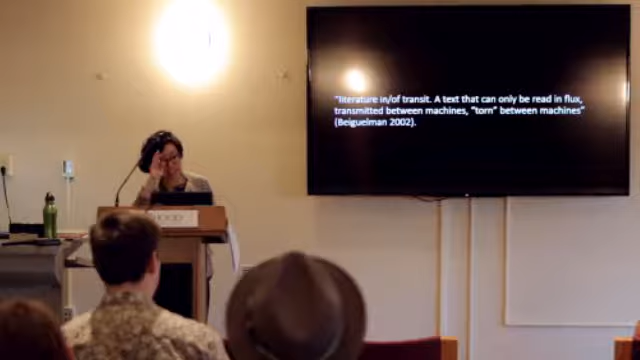 "literature in/of transit. A text that can only be read in flux,
transmitted between machines, "torn" between machines"
(Beiguelman 2002).